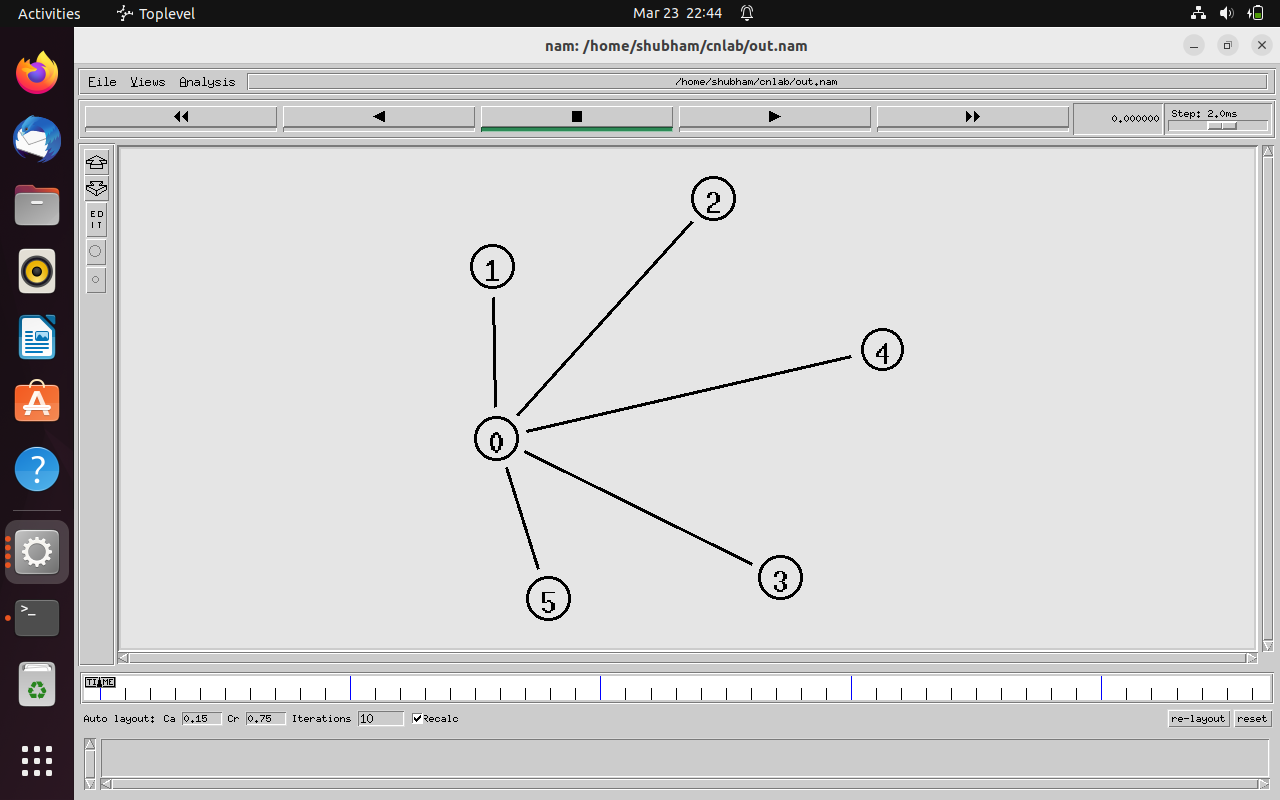 Activities Toplevel Mar 23 22:44
nam: /home/shubham/cnlab/out.nam
File Views Analysis /home/shubham/cnlab/out.nam
0.000000 Step: 2.0ms
ED
IT
2
1
4
0
3
5
TIME
Auto layout: Ca 0.15 Cr 0.75 Iterations 10 Recalc re-layout reset